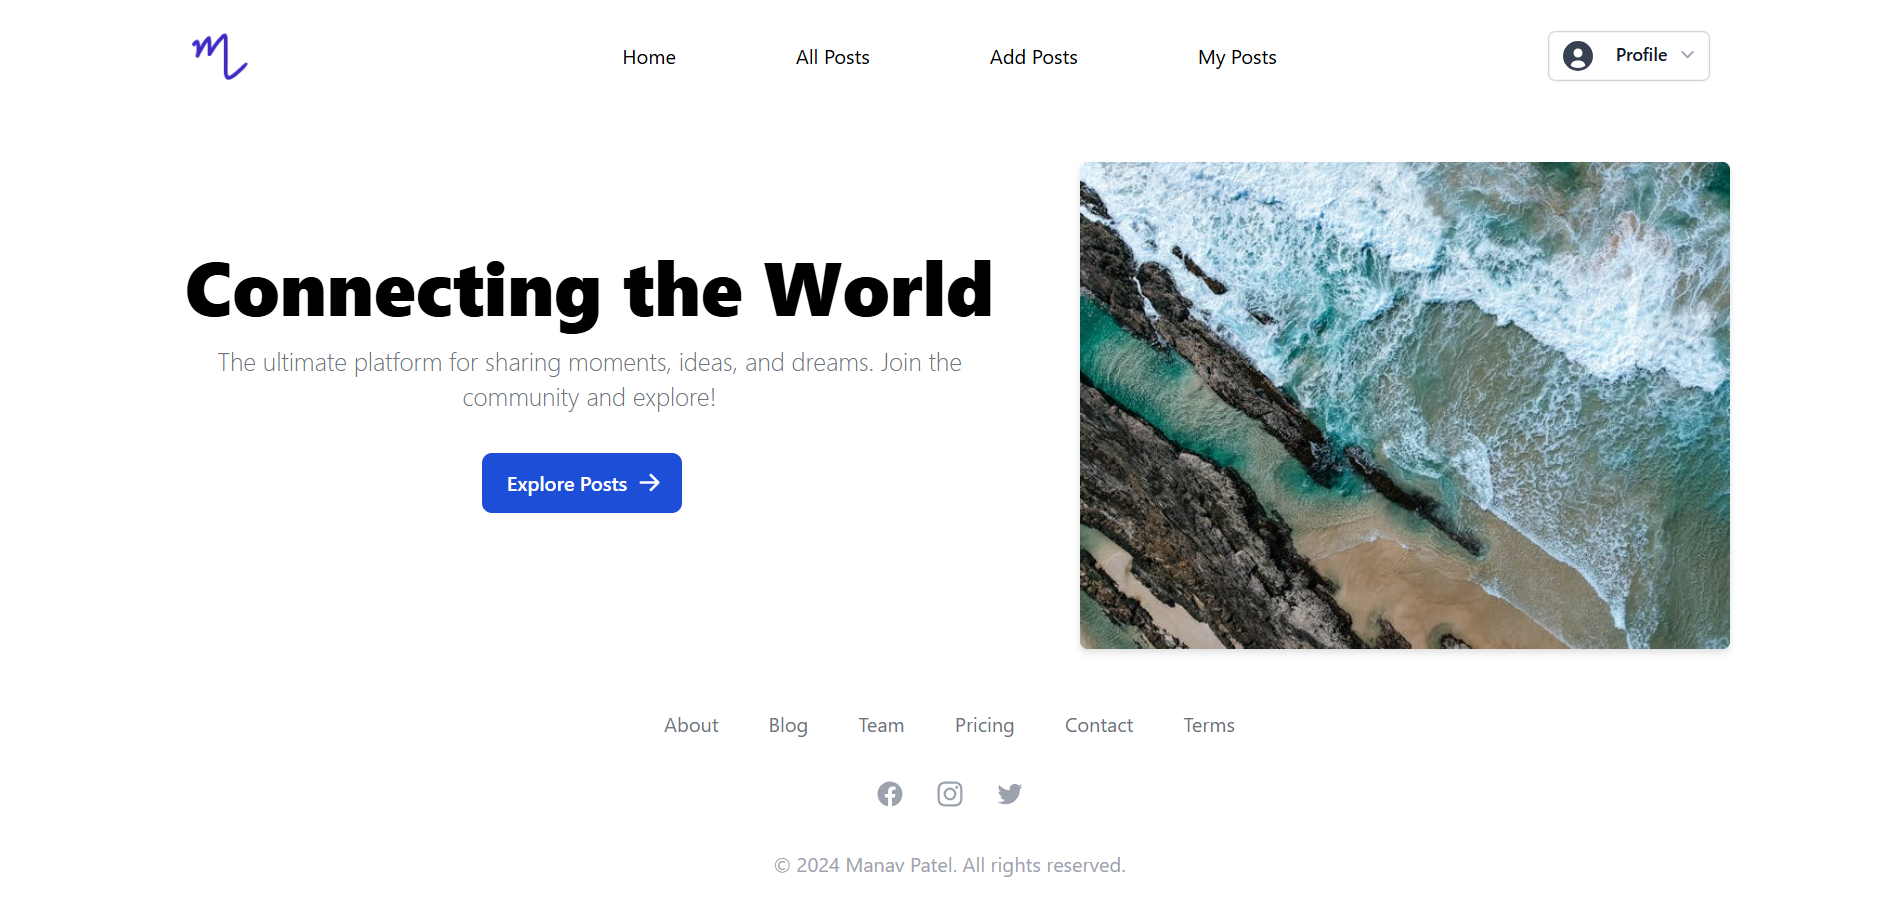 Home All Posts Add Posts My Posts Profile
Connecting the World
The ultimate platform for sharing moments, ideas, and dreams. Join the
community and explore!
Explore Posts
About Blog Team Pricing Contact Terms
© 2024 Manav Patel. All rights reserved.